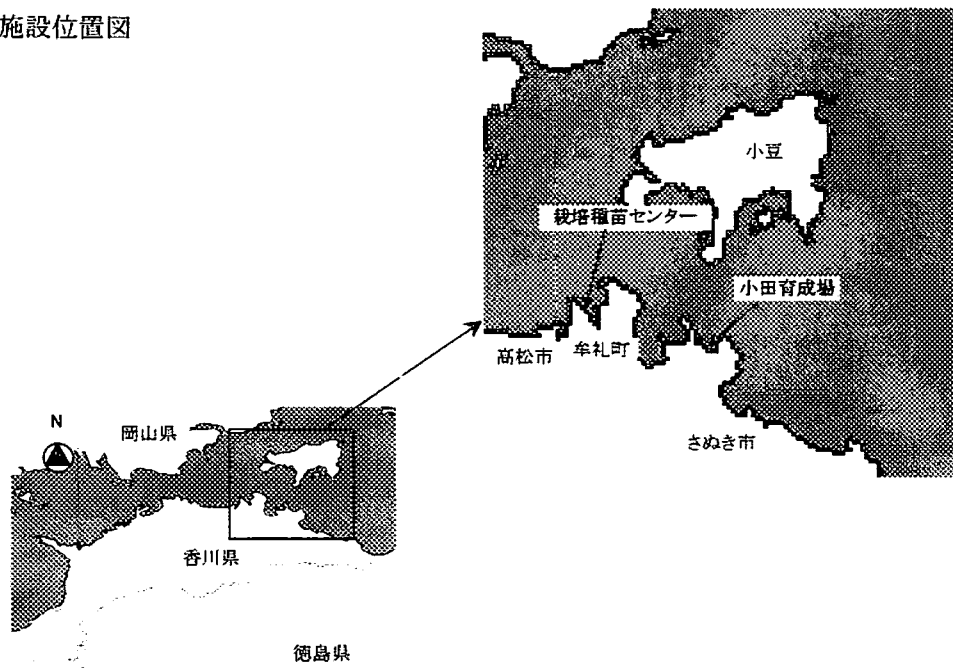 施設位置図
小豆
栽培種苗センター
小田育成場
高松市
牟礼町
さぬき市
N
岡山県
香川県
徳島県